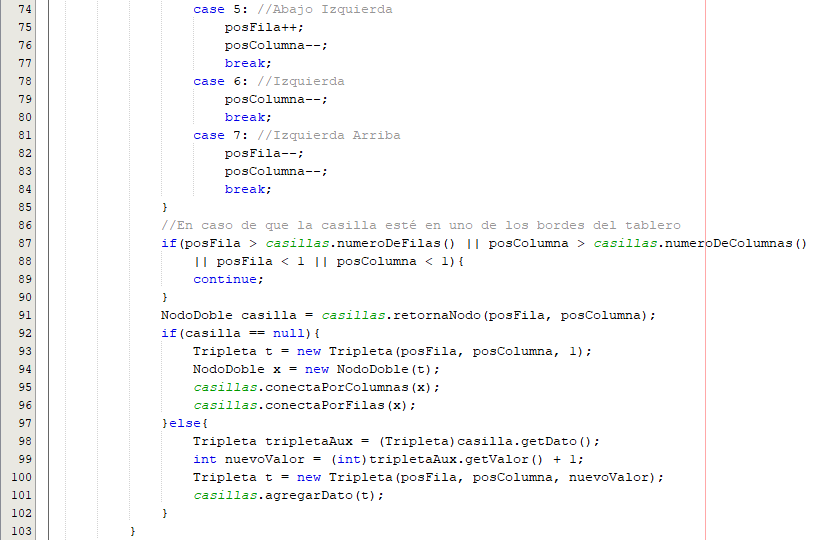 74 case 5: //Abajo Izquierda
75 posFila++;
76 posColumna--;
77 break;
78 case 6: //Izquierda
79 posColumna--;
80 break;
81 case 7: //Izquierda Arriba
82 posFila--;
83 posColumna--;
84 break;
85 }
86 //En caso de que la casilla esté en uno de los bordes del tablero
87 if(posFila > casillas.numeroDeFilas() || posColumna > casillas.numeroDeColumnas()
88 || posFila < 1 || posColumna < 1){
89 continue;
90 }
91 NodoDoble casilla = casillas.retornaNodo(posFila, posColumna);
92 if(casilla == null){
93 Tripleta t = new Tripleta(posFila, posColumna, 1);
94 NodoDoble x = new NodoDoble(t);
95 casillas.conectaPorColumnas(x);
96 casillas.conectaPorFilas(x);
97 }else{
98 Tripleta tripletaAux = (Tripleta)casilla.getDato();
99 int nuevoValor = (int)tripletaAux.getValor() + 1;
100 Tripleta t = new Tripleta(posFila, posColumna, nuevoValor);
101 casillas.agregarDato(t);
102 }
103 }